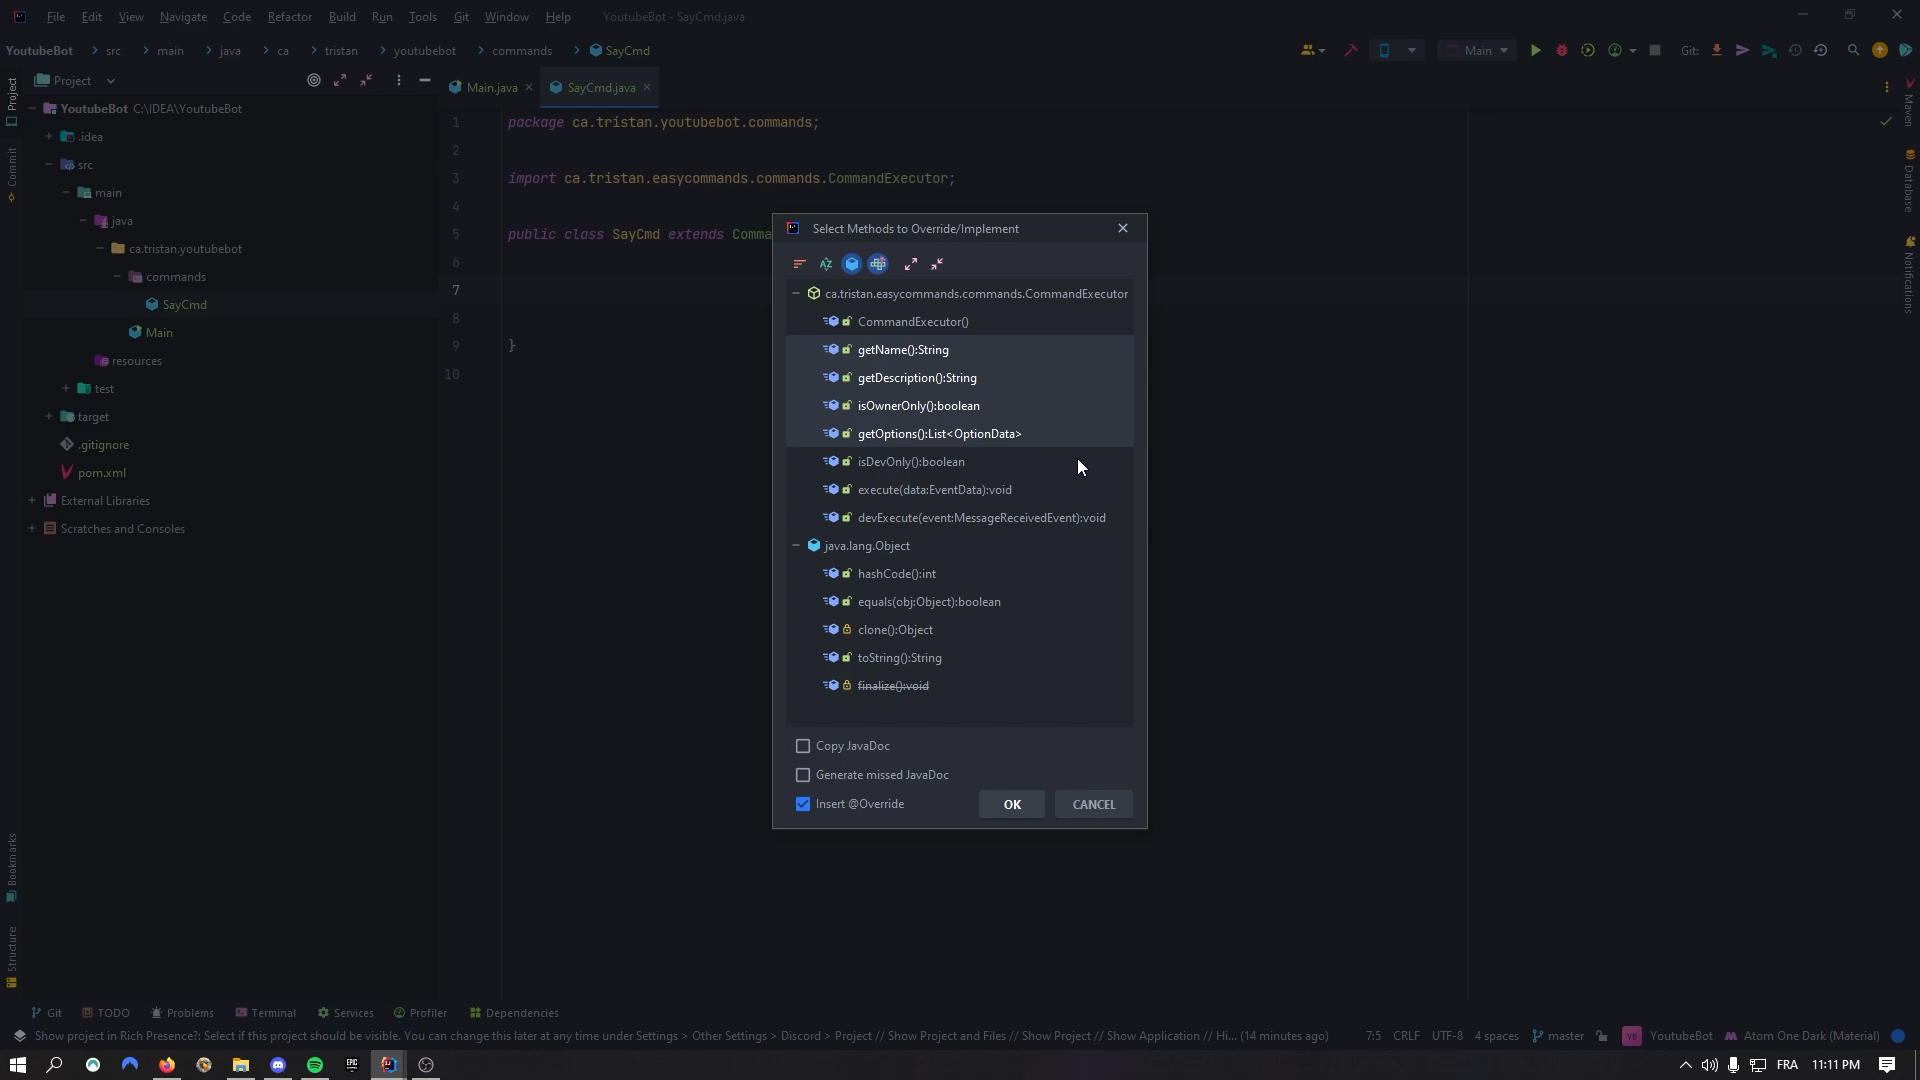 File Edit View Navigate Code Refactor Build Run Tools Git Window Help YoutubeBot - SayCmd.java
YoutubeBot src main java ca tristan youtubebot commands SayCmd
Main Git:
Project
Main.java SayCmd.java
YoutubeBot C:\IDEA\YoutubeBot
.idea
src
main
java
ca.tristan.youtubebot
commands
SayCmd
Main
resources
test
target
.gitignore
pom.xml
External Libraries
Scratches and Consoles
Project
Commit
Bookmarks
Structure
1 package ca.tristan.youtubebot.commands;
2
3 import ca.tristan.easycommands.commands.CommandExecutor;
4
5 public class SayCmd extends Comma
6
7
8
9 }
10
Select Methods to Override/Implement
AZ
ca.tristan.easycommands.commands.CommandExecutor
CommandExecutor()
getName():String
getDescription():String
isOwnerOnly():boolean
getOptions():List<OptionData>
isDevOnly():boolean
execute(data:EventData):void
devExecute(event:MessageReceivedEvent):void
java.lang.Object
hashCode():int
equals(obj:Object):boolean
clone():Object
toString():String
finalize():void
Copy JavaDoc
Generate missed JavaDoc
Insert @Override
OK CANCEL
Maven
Database
Notifications
Git TODO Problems Terminal Services Profiler Dependencies
Show project in Rich Presence?: Select if this project should be visible. You can change this later at any time under Settings > Other Settings > Discord > Project // Show Project and Files // Show Project // Show Application // Hi... (14 minutes ago) 7:5 CRLF UTF-8 4 spaces master YB YoutubeBot Atom One Dark (Material)
EPIC FRA 11:11 PM